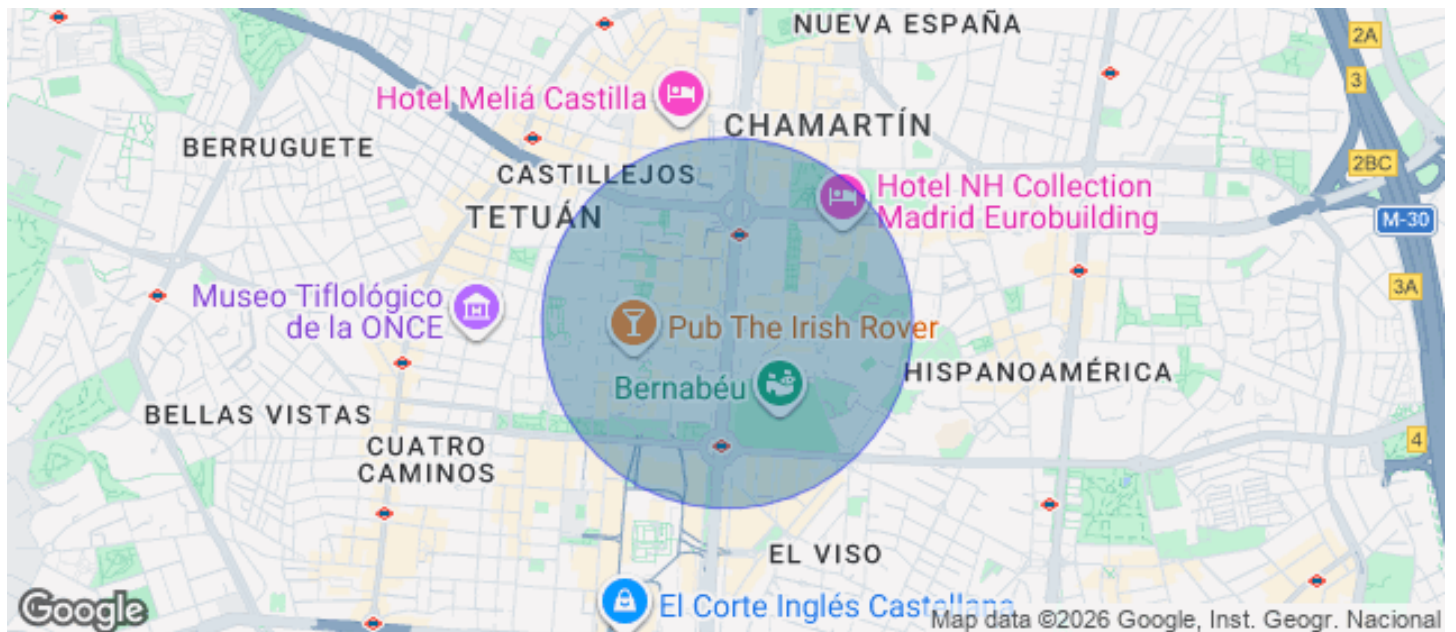 NUEVA ESPAÑA
2A
3
Hotel Meliá Castilla
CHAMARTÍN
BERRUGUETE
2BC
CASTILLEJOS
Hotel NH Collection
Madrid Eurobuilding
TETUÁN
M-30
3A
Museo Tiflológico
de la ONCE
Pub The Irish Rover
HISPANOAMÉRICA
Bernabéu
BELLAS VISTAS
4
CUATRO
CAMINOS
EL VISO
El Corte Inglés Castellana
Google
Map data ©2026 Google, Inst. Geogr. Nacional